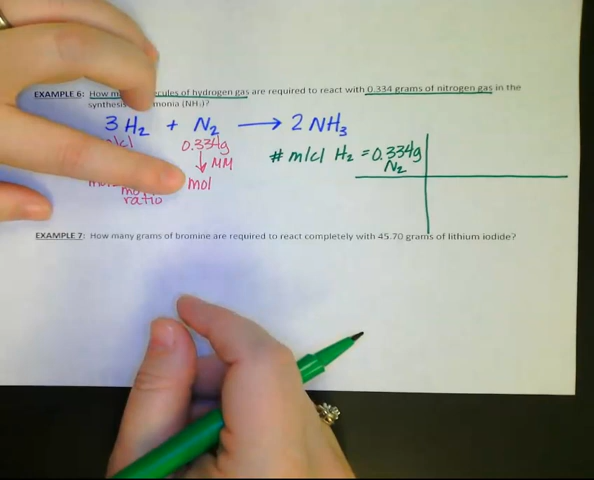 EXAMPLE 6: How of hydrogen gas are required to react with 0.334 grams of nitrogen gas in the
synthesis (NH₃)?
3 H₂ + N₂ → 2 NH₃
0.334g
↓ MM
mol
ratio
# mlcl H₂ = 0.334g
N₂
EXAMPLE 7: How many grams of bromine are required to react completely with 45.70 grams of lithium iodide?